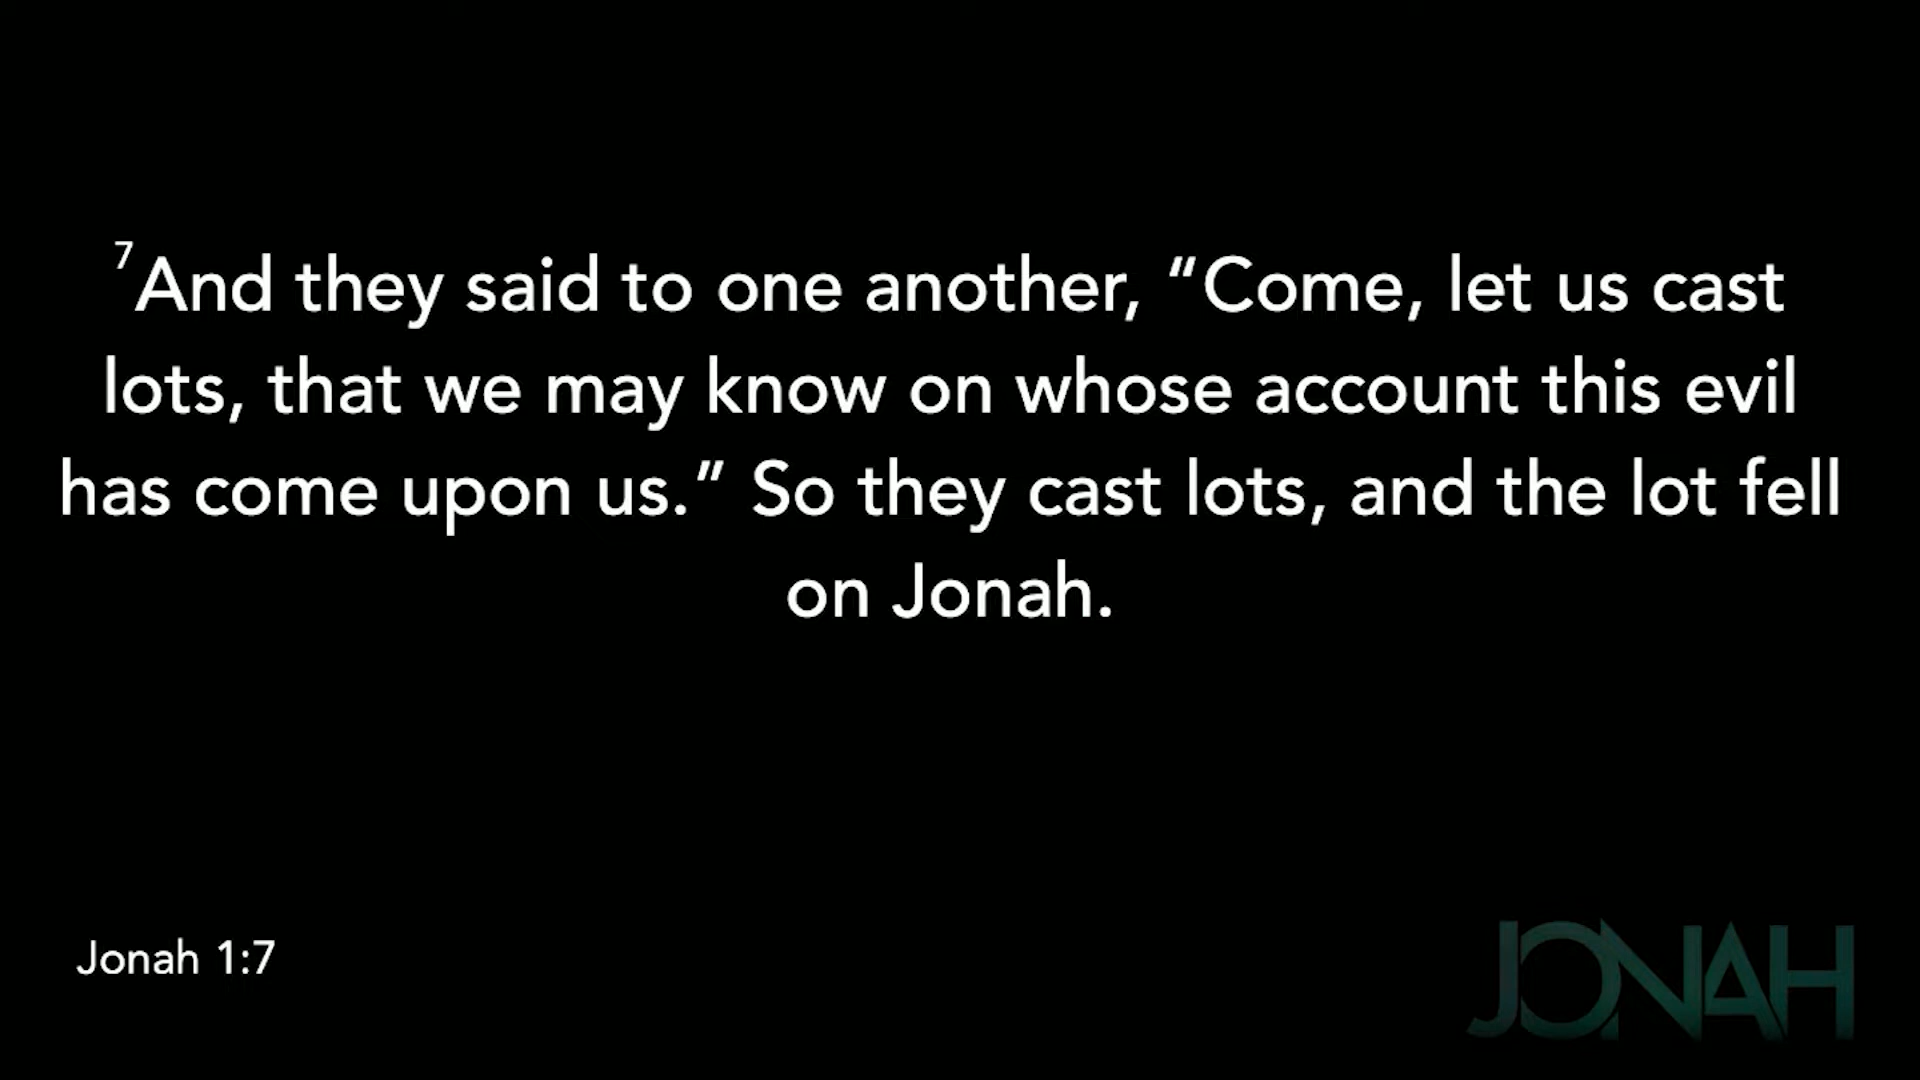 ⁷And they said to one another, “Come, let us cast
lots, that we may know on whose account this evil
has come upon us.” So they cast lots, and the lot fell
on Jonah.
Jonah 1:7
JONAH